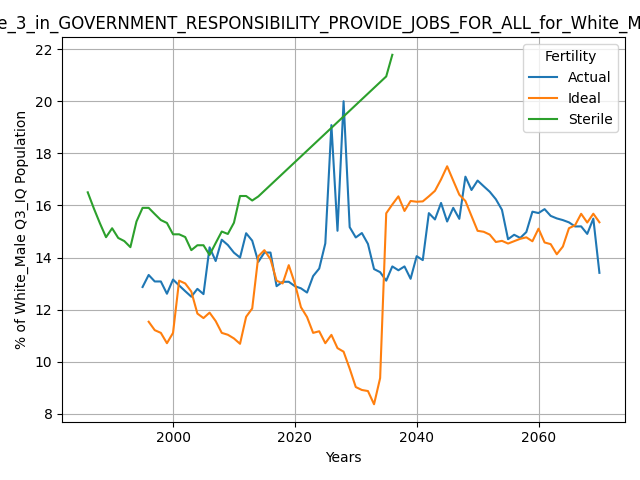 e_3_in_GOVERNMENT_RESPONSIBILITY_PROVIDE_JOBS_FOR_ALL_for_White_M
22
20
18
16
14
12
10
8
% of White_Male Q3_IQ Population
Fertility
Actual
Ideal
Sterile
2000
2020
2040
2060
Years